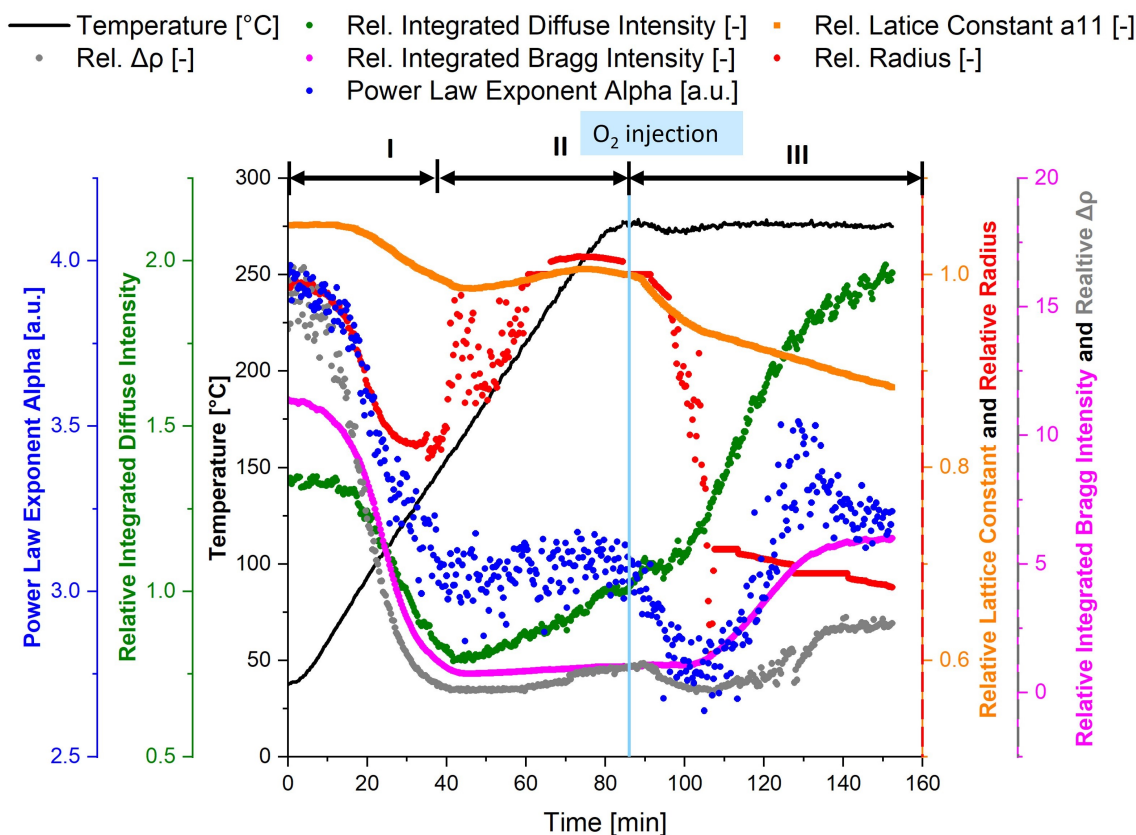 Temperature [°C]
Rel. Integrated Diffuse Intensity [-]
Rel. Latice Constant a11 [-]
Rel. Δρ [-]
Rel. Integrated Bragg Intensity [-]
Rel. Radius [-]
Power Law Exponent Alpha [a.u.]
O2 injection
I
II
III
Power Law Exponent Alpha [a.u.]
4.0
3.5
3.0
2.5
Relative Integrated Diffuse Intensity
2.0
1.5
1.0
0.5
Temperature [°C]
300
250
200
150
100
50
0
0 20 40 60 80 100 120 140 160
Time [min]
1.0
0.8
0.6
Relative Lattice Constant and Relative Radius
20
15
10
5
0
Relative Integrated Bragg Intensity and Realtive Δρ